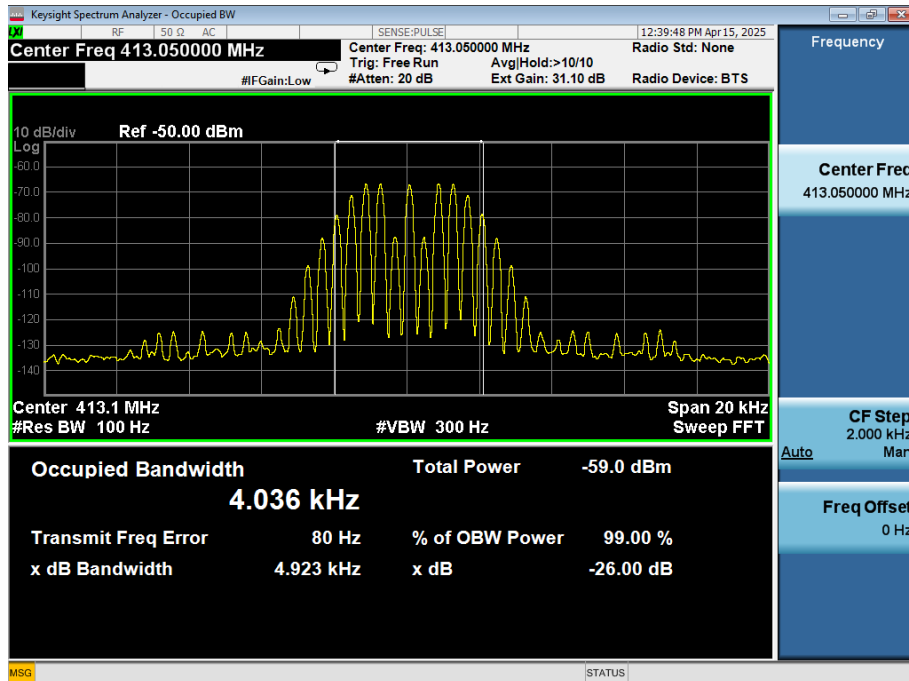 Keysight Spectrum Analyzer - Occupied BW
LXI RF 50 Ω AC SENSE:PULSE 12:39:48 PM Apr 15, 2025
Center Freq 413.050000 MHz
Center Freq: 413.050000 MHz Radio Std: None
Trig: Free Run Avg|Hold:>10/10
#IFGain:Low #Atten: 20 dB Ext Gain: 31.10 dB Radio Device: BTS
10 dB/div Ref -50.00 dBm
Log
-60.0
-70.0
-80.0
-90.0
-100
-110
-120
-130
-140
Center 413.1 MHz Span 20 kHz
#Res BW 100 Hz #VBW 300 Hz Sweep FFT
Occupied Bandwidth Total Power -59.0 dBm
4.036 kHz
Transmit Freq Error 80 Hz % of OBW Power 99.00 %
x dB Bandwidth 4.923 kHz x dB -26.00 dB
MSG STATUS
Frequency
Center Freq
413.050000 MHz
CF Step
2.000 kHz
Auto Man
Freq Offset
0 Hz